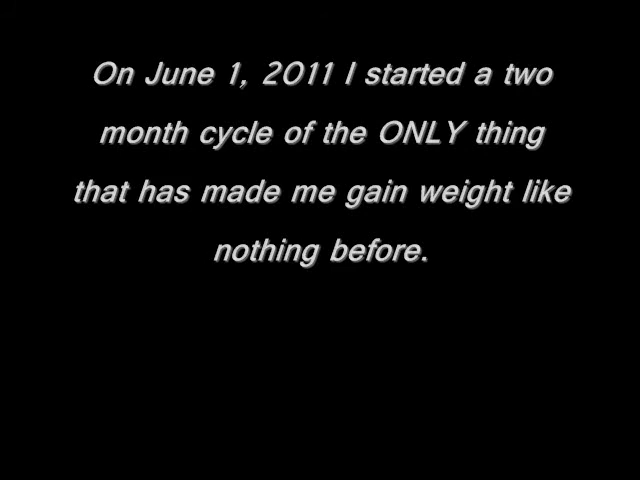 On June 1, 2011 I started a two
month cycle of the ONLY thing
that has made me gain weight like
nothing before.